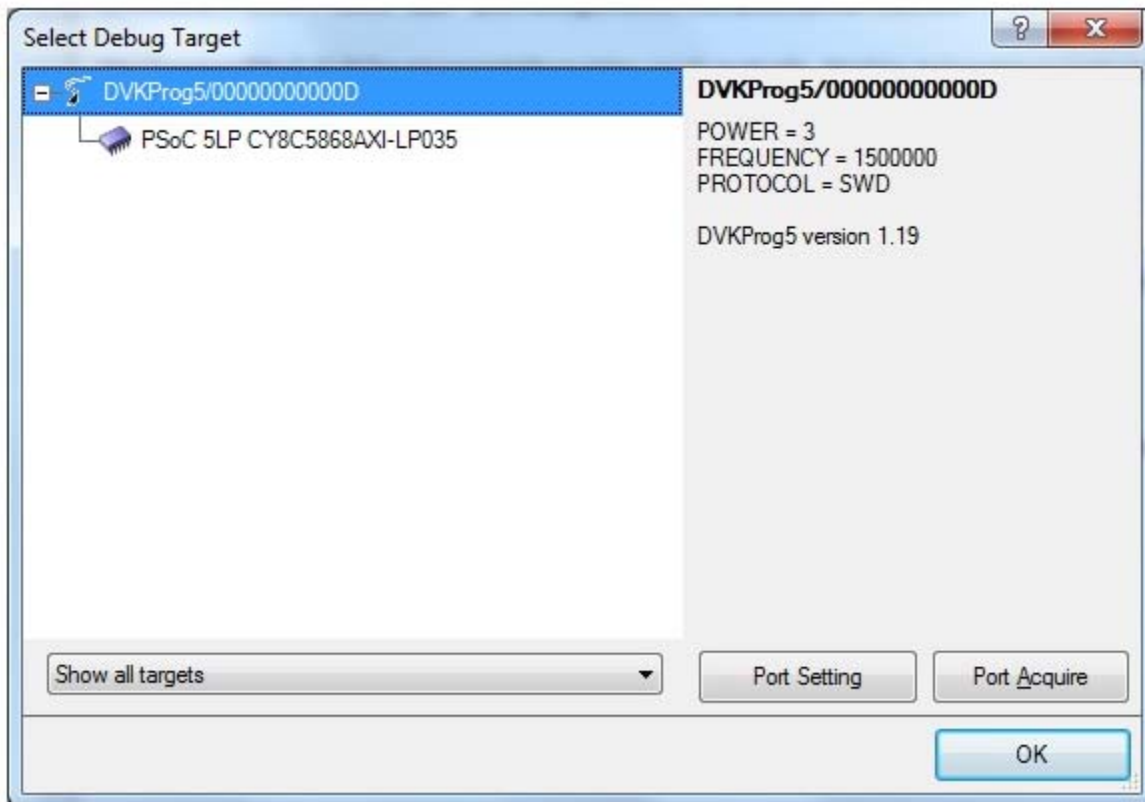 Select Debug Target
DVKProg5/00000000000D
PSoC 5LP CY8C5868AXI-LP035
DVKProg5/00000000000D
POWER = 3
FREQUENCY = 1500000
PROTOCOL = SWD
DVKProg5 version 1.19
Show all targets
Port Setting
Port Acquire
OK